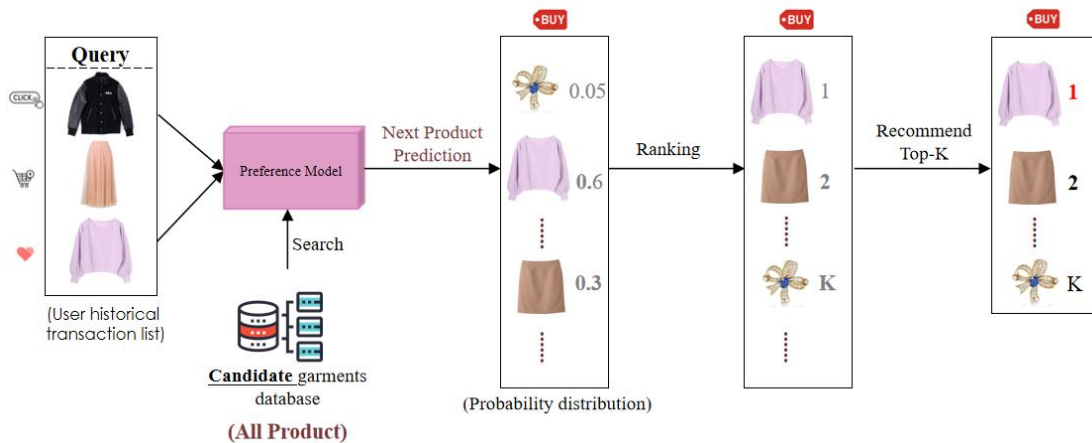 Query
CLICK
(User historical
transaction list)
Preference Model
Search
Candidate garments
database
(All Product)
Next Product
Prediction
BUY
0.05
0.6
0.3
(Probability distribution)
Ranking
BUY
1
2
K
Recommend
Top-K
BUY
1
2
K